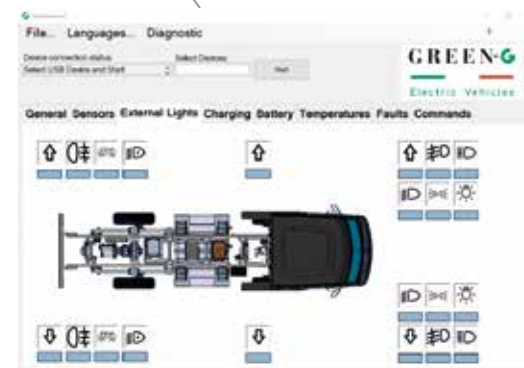 File... Languages... Diagnostic
Device connection status
Select USB Device and Start
Select Devices
Start
GREEN-G
Electric Vehicles
General Sensors External Lights Charging Battery Temperatures Faults Commands